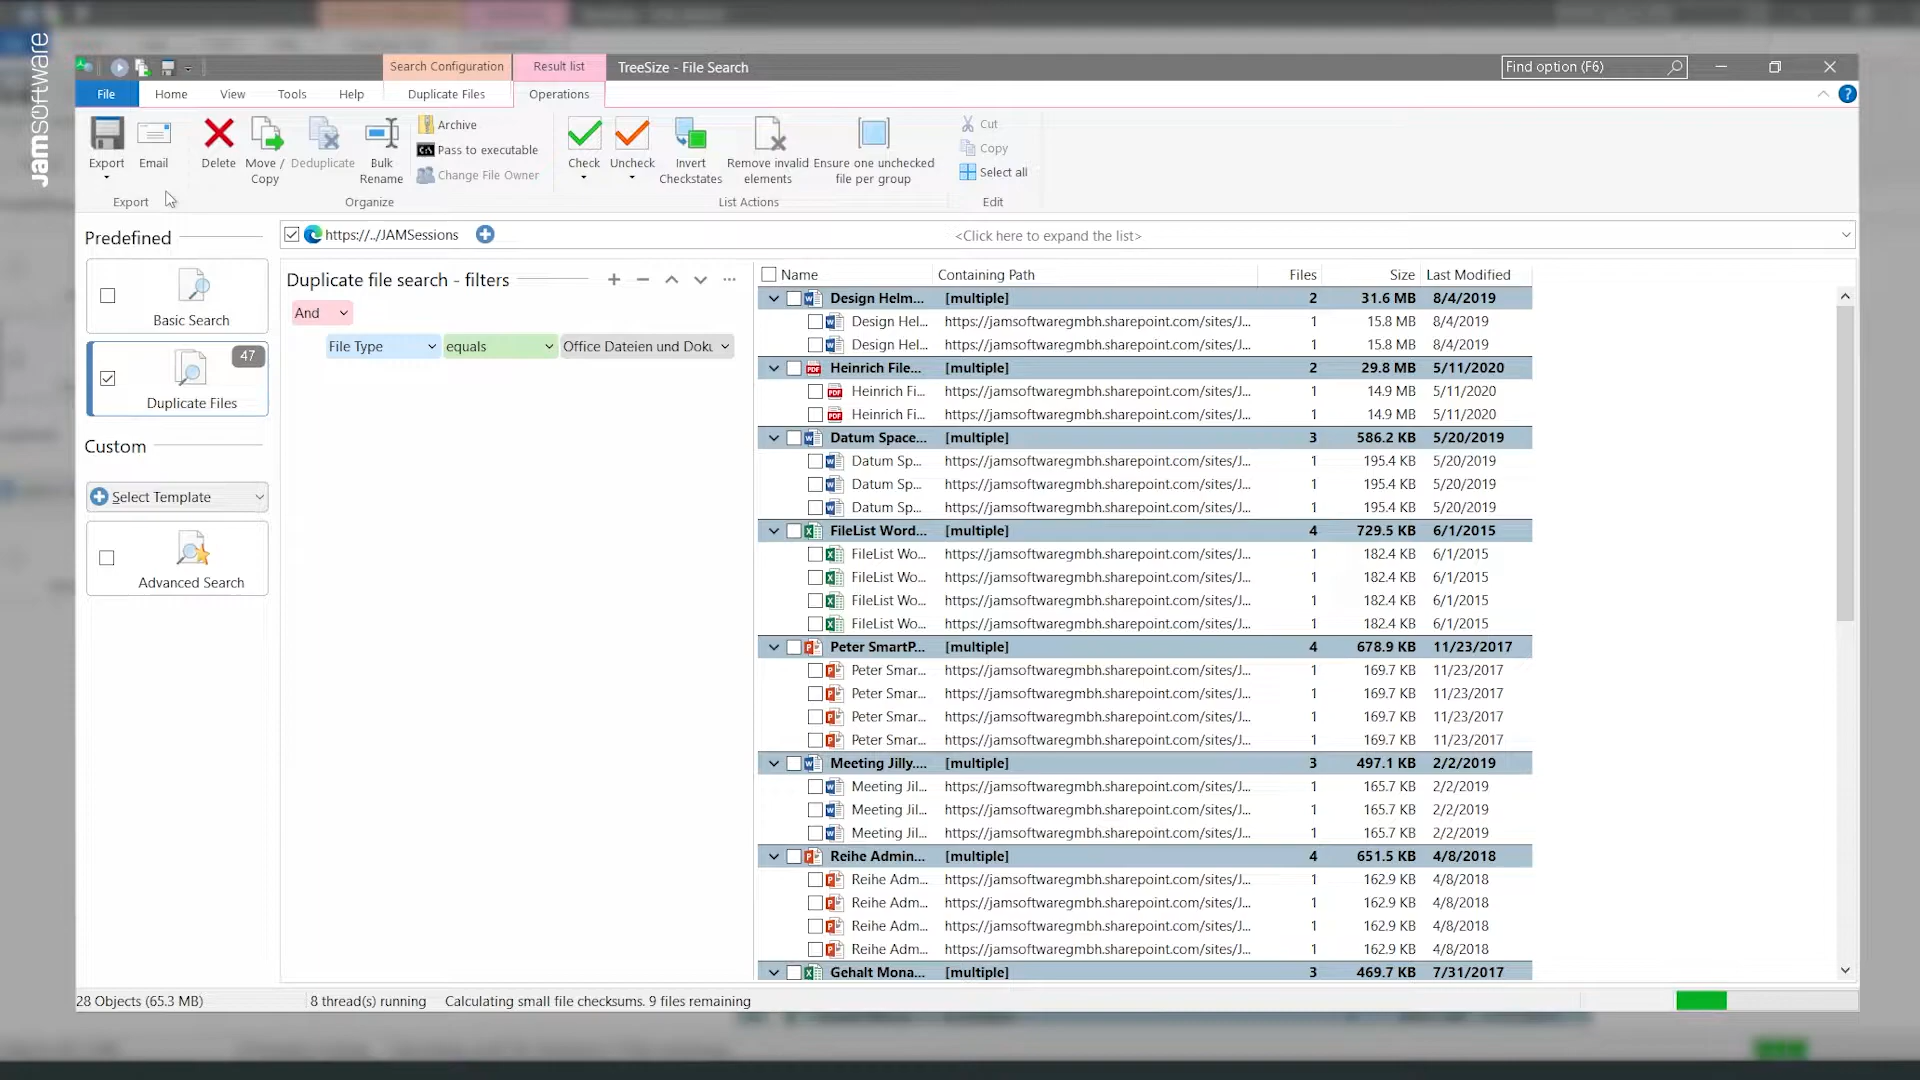 Jamsoftware
Search Configuration
Result list
TreeSize - File Search
Find option (F6)
File
Home
View
Tools
Help
Duplicate Files
Operations
Export
Email
Delete
Move / Copy
Deduplicate
Bulk Rename
Archive
Pass to executable
Change File Owner
Check
Uncheck
Invert Checkstates
Remove invalid elements
Ensure one unchecked file per group
Cut
Copy
Select all
Export
Organize
List Actions
Edit
Predefined
https://../JAMSessions
<Click here to expand the list>
Basic Search
47
Duplicate Files
Custom
Select Template
Advanced Search
Duplicate file search - filters
And
File Type equals Office Dateien und Doku
Name Containing Path Files Size Last Modified
Design Helm... [multiple] 2 31.6 MB 8/4/2019
Design Hel... https://jamsoftwaregmbh.sharepoint.com/sites/J... 1 15.8 MB 8/4/2019
Design Hel... https://jamsoftwaregmbh.sharepoint.com/sites/J... 1 15.8 MB 8/4/2019
Heinrich File... [multiple] 2 29.8 MB 5/11/2020
Heinrich Fi... https://jamsoftwaregmbh.sharepoint.com/sites/J... 1 14.9 MB 5/11/2020
Heinrich Fi... https://jamsoftwaregmbh.sharepoint.com/sites/J... 1 14.9 MB 5/11/2020
Datum Space... [multiple] 3 586.2 KB 5/20/2019
Datum Sp... https://jamsoftwaregmbh.sharepoint.com/sites/J... 1 195.4 KB 5/20/2019
Datum Sp... https://jamsoftwaregmbh.sharepoint.com/sites/J... 1 195.4 KB 5/20/2019
Datum Sp... https://jamsoftwaregmbh.sharepoint.com/sites/J... 1 195.4 KB 5/20/2019
FileList Word... [multiple] 4 729.5 KB 6/1/2015
FileList Wo... https://jamsoftwaregmbh.sharepoint.com/sites/J... 1 182.4 KB 6/1/2015
FileList Wo... https://jamsoftwaregmbh.sharepoint.com/sites/J... 1 182.4 KB 6/1/2015
FileList Wo... https://jamsoftwaregmbh.sharepoint.com/sites/J... 1 182.4 KB 6/1/2015
FileList Wo... https://jamsoftwaregmbh.sharepoint.com/sites/J... 1 182.4 KB 6/1/2015
Peter SmartP... [multiple] 4 678.9 KB 11/23/2017
Peter Smar... https://jamsoftwaregmbh.sharepoint.com/sites/J... 1 169.7 KB 11/23/2017
Peter Smar... https://jamsoftwaregmbh.sharepoint.com/sites/J... 1 169.7 KB 11/23/2017
Peter Smar... https://jamsoftwaregmbh.sharepoint.com/sites/J... 1 169.7 KB 11/23/2017
Peter Smar... https://jamsoftwaregmbh.sharepoint.com/sites/J... 1 169.7 KB 11/23/2017
Meeting Jilly.... [multiple] 3 497.1 KB 2/2/2019
Meeting Jil... https://jamsoftwaregmbh.sharepoint.com/sites/J... 1 165.7 KB 2/2/2019
Meeting Jil... https://jamsoftwaregmbh.sharepoint.com/sites/J... 1 165.7 KB 2/2/2019
Meeting Jil... https://jamsoftwaregmbh.sharepoint.com/sites/J... 1 165.7 KB 2/2/2019
Reihe Admin... [multiple] 4 651.5 KB 4/8/2018
Reihe Adm... https://jamsoftwaregmbh.sharepoint.com/sites/J... 1 162.9 KB 4/8/2018
Reihe Adm... https://jamsoftwaregmbh.sharepoint.com/sites/J... 1 162.9 KB 4/8/2018
Reihe Adm... https://jamsoftwaregmbh.sharepoint.com/sites/J... 1 162.9 KB 4/8/2018
Reihe Adm... https://jamsoftwaregmbh.sharepoint.com/sites/J... 1 162.9 KB 4/8/2018
Gehalt Mona... [multiple] 3 469.7 KB 7/31/2017
28 Objects (65.3 MB) 8 thread(s) running Calculating small file checksums. 9 files remaining